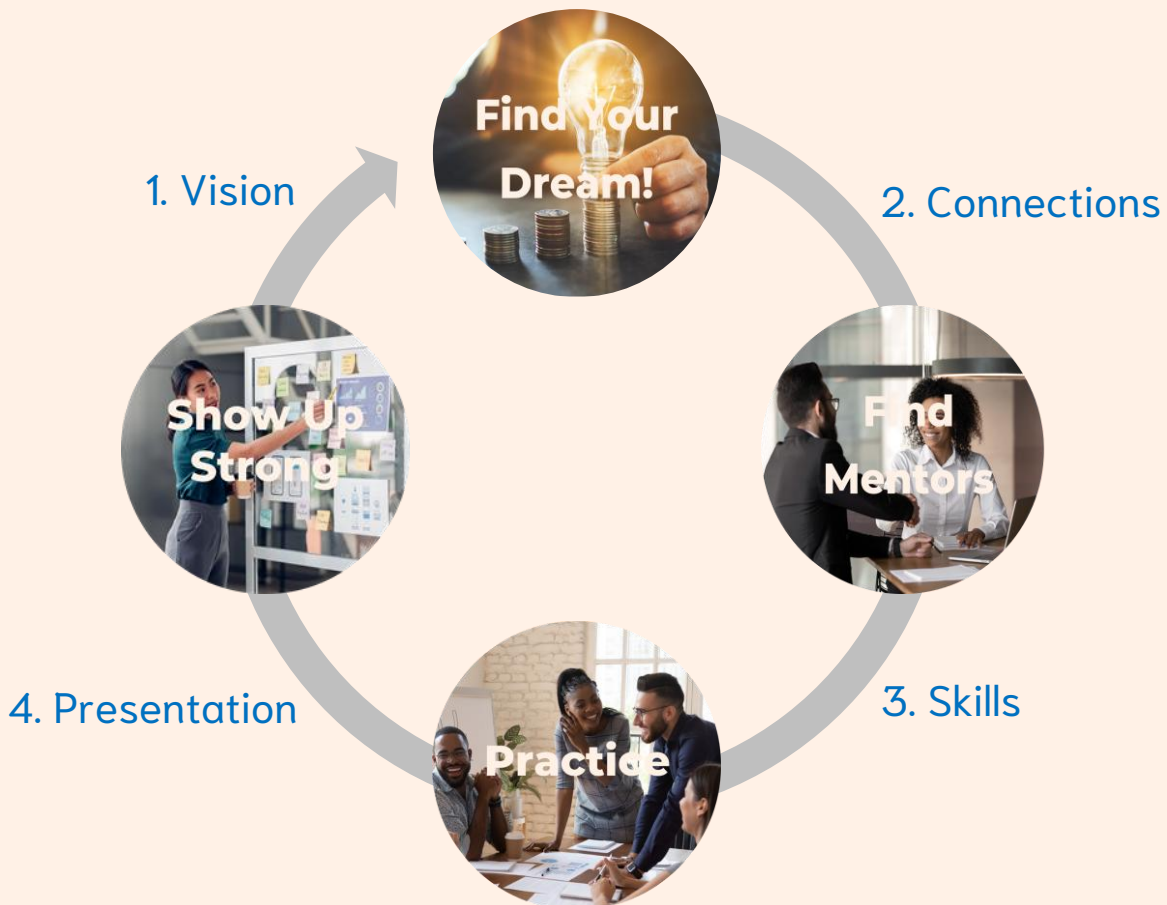 1. Vision
Find Your
Dream!
2. Connections
Find
Mentors
3. Skills
Practice
4. Presentation
Show Up
Strong